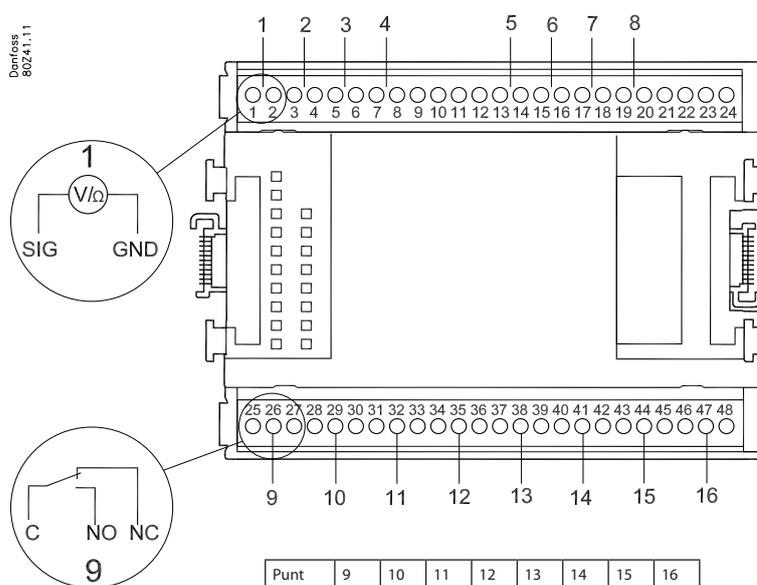 Danfoss
80Z41.11
1 2 3 4 5 6 7 8
1 2 3 4 5 6 7 8 9 10 11 12 13 14 15 16 17 18 19 20 21 22 23 24
1
V/Ω
SIG GND
25 26 27 28 29 30 31 32 33 34 35 36 37 38 39 40 41 42 43 44 45 46 47 48
9 10 11 12 13 14 15 16
C NO NC
9
Punt 9 10 11 12 13 14 15 16